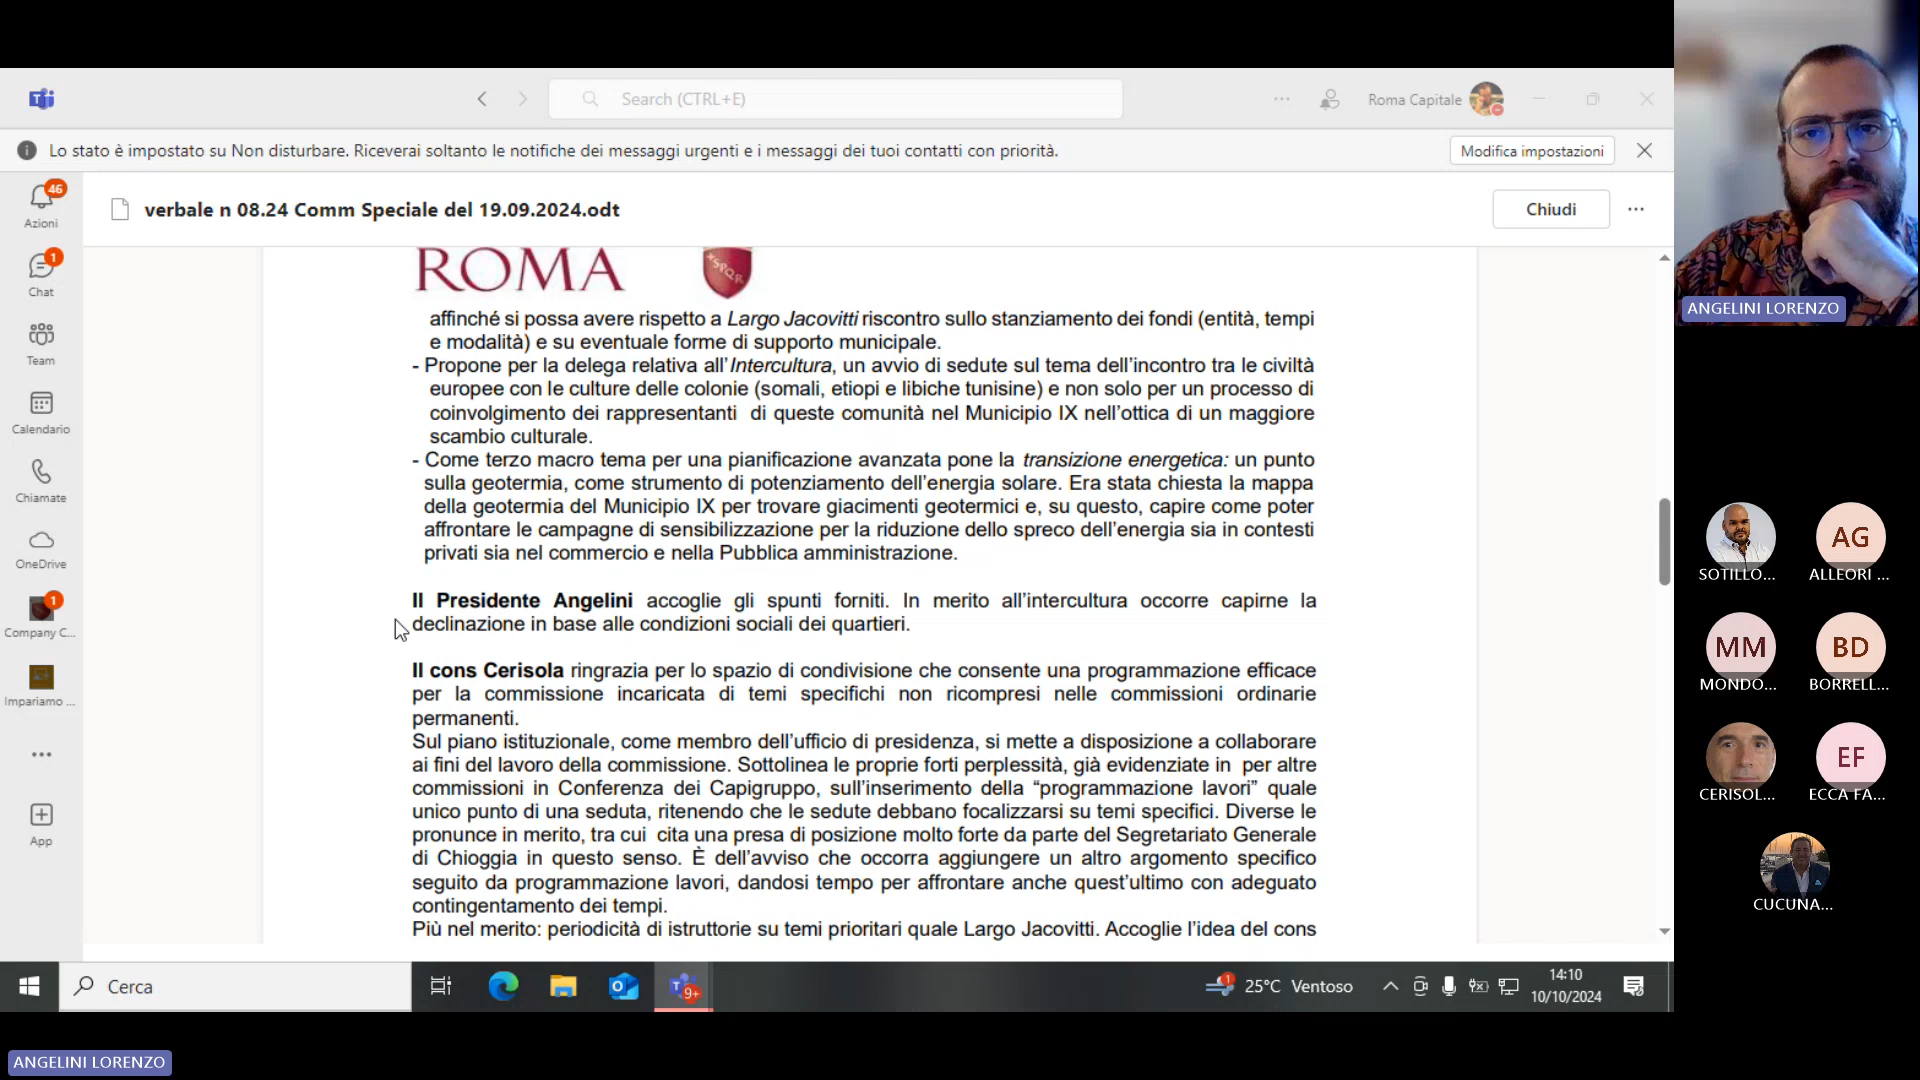 Search (CTRL+E)
Roma Capitale
Lo stato è impostato su Non disturbare. Riceverai soltanto le notifiche dei messaggi urgenti e i messaggi dei tuoi contatti con priorità.
Modifica impostazioni
46
Azioni
1
Chat
Team
Calendario
Chiamate
OneDrive
1
Company C...
Impariamo ...
App
verbale n 08.24 Comm Speciale del 19.09.2024.odt
Chiudi
ROMA
SPQR
affinché si possa avere rispetto a Largo Jacovitti riscontro sullo stanziamento dei fondi (entità, tempi
e modalità) e su eventuale forme di supporto municipale.
- Propone per la delega relativa all'Intercultura, un avvio di sedute sul tema dell'incontro tra le civiltà
europee con le culture delle colonie (somali, etiopi e libiche tunisine) e non solo per un processo di
coinvolgimento dei rappresentanti di queste comunità nel Municipio IX nell'ottica di un maggiore
scambio culturale.
- Come terzo macro tema per una pianificazione avanzata pone la transizione energetica: un punto
sulla geotermia, come strumento di potenziamento dell'energia solare. Era stata chiesta la mappa
della geotermia del Municipio IX per trovare giacimenti geotermici e, su questo, capire come poter
affrontare le campagne di sensibilizzazione per la riduzione dello spreco dell'energia sia in contesti
privati sia nel commercio e nella Pubblica amministrazione.
Il Presidente Angelini accoglie gli spunti forniti. In merito all'intercultura occorre capirne la
declinazione in base alle condizioni sociali dei quartieri.
Il cons Cerisola ringrazia per lo spazio di condivisione che consente una programmazione efficace
per la commissione incaricata di temi specifichi non ricompresi nelle commissioni ordinarie
permanenti.
Sul piano istituzionale, come membro dell'ufficio di presidenza, si mette a disposizione a collaborare
ai fini del lavoro della commissione. Sottolinea le proprie forti perplessità, già evidenziate in per altre
commissioni in Conferenza dei Capigruppo, sull'inserimento della "programmazione lavori" quale
unico punto di una seduta, ritenendo che le sedute debbano focalizzarsi su temi specifici. Diverse le
pronunce in merito, tra cui cita una presa di posizione molto forte da parte del Segretariato Generale
di Chioggia in questo senso. È dell'avviso che occorra aggiungere un altro argomento specifico
seguito da programmazione lavori, dandosi tempo per affrontare anche quest'ultimo con adeguato
contingentamento dei tempi.
Più nel merito: periodicità di istruttorie su temi prioritari quale Largo Jacovitti. Accoglie l'idea del cons
Cerca
9+
1
25°C Ventoso
14:10
10/10/2024
ANGELINI LORENZO
SOTILLO...
AG
ALLEORI ...
MM
MONDO...
BD
BORRELL...
CERISOL...
EF
ECCA FA...
CUCUNA...
ANGELINI LORENZO